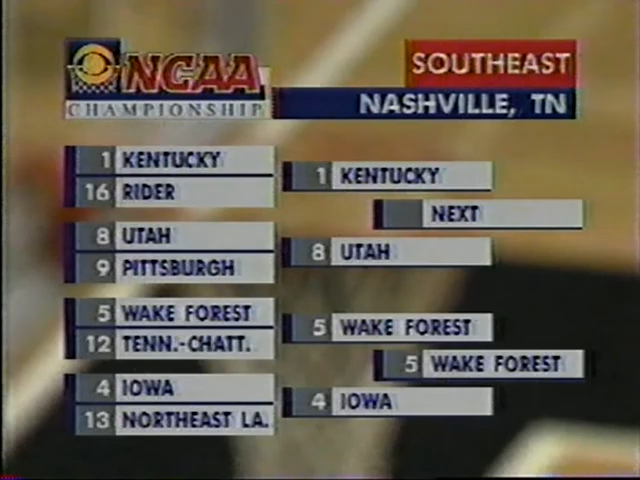 NCAA
CHAMPIONSHIP
SOUTHEAST
NASHVILLE, TN
1 KENTUCKY
16 RIDER
1 KENTUCKY
NEXT
8 UTAH
9 PITTSBURGH
8 UTAH
5 WAKE FOREST
12 TENN.-CHATT.
5 WAKE FOREST
5 WAKE FOREST
4 IOWA
13 NORTHEAST LA.
4 IOWA